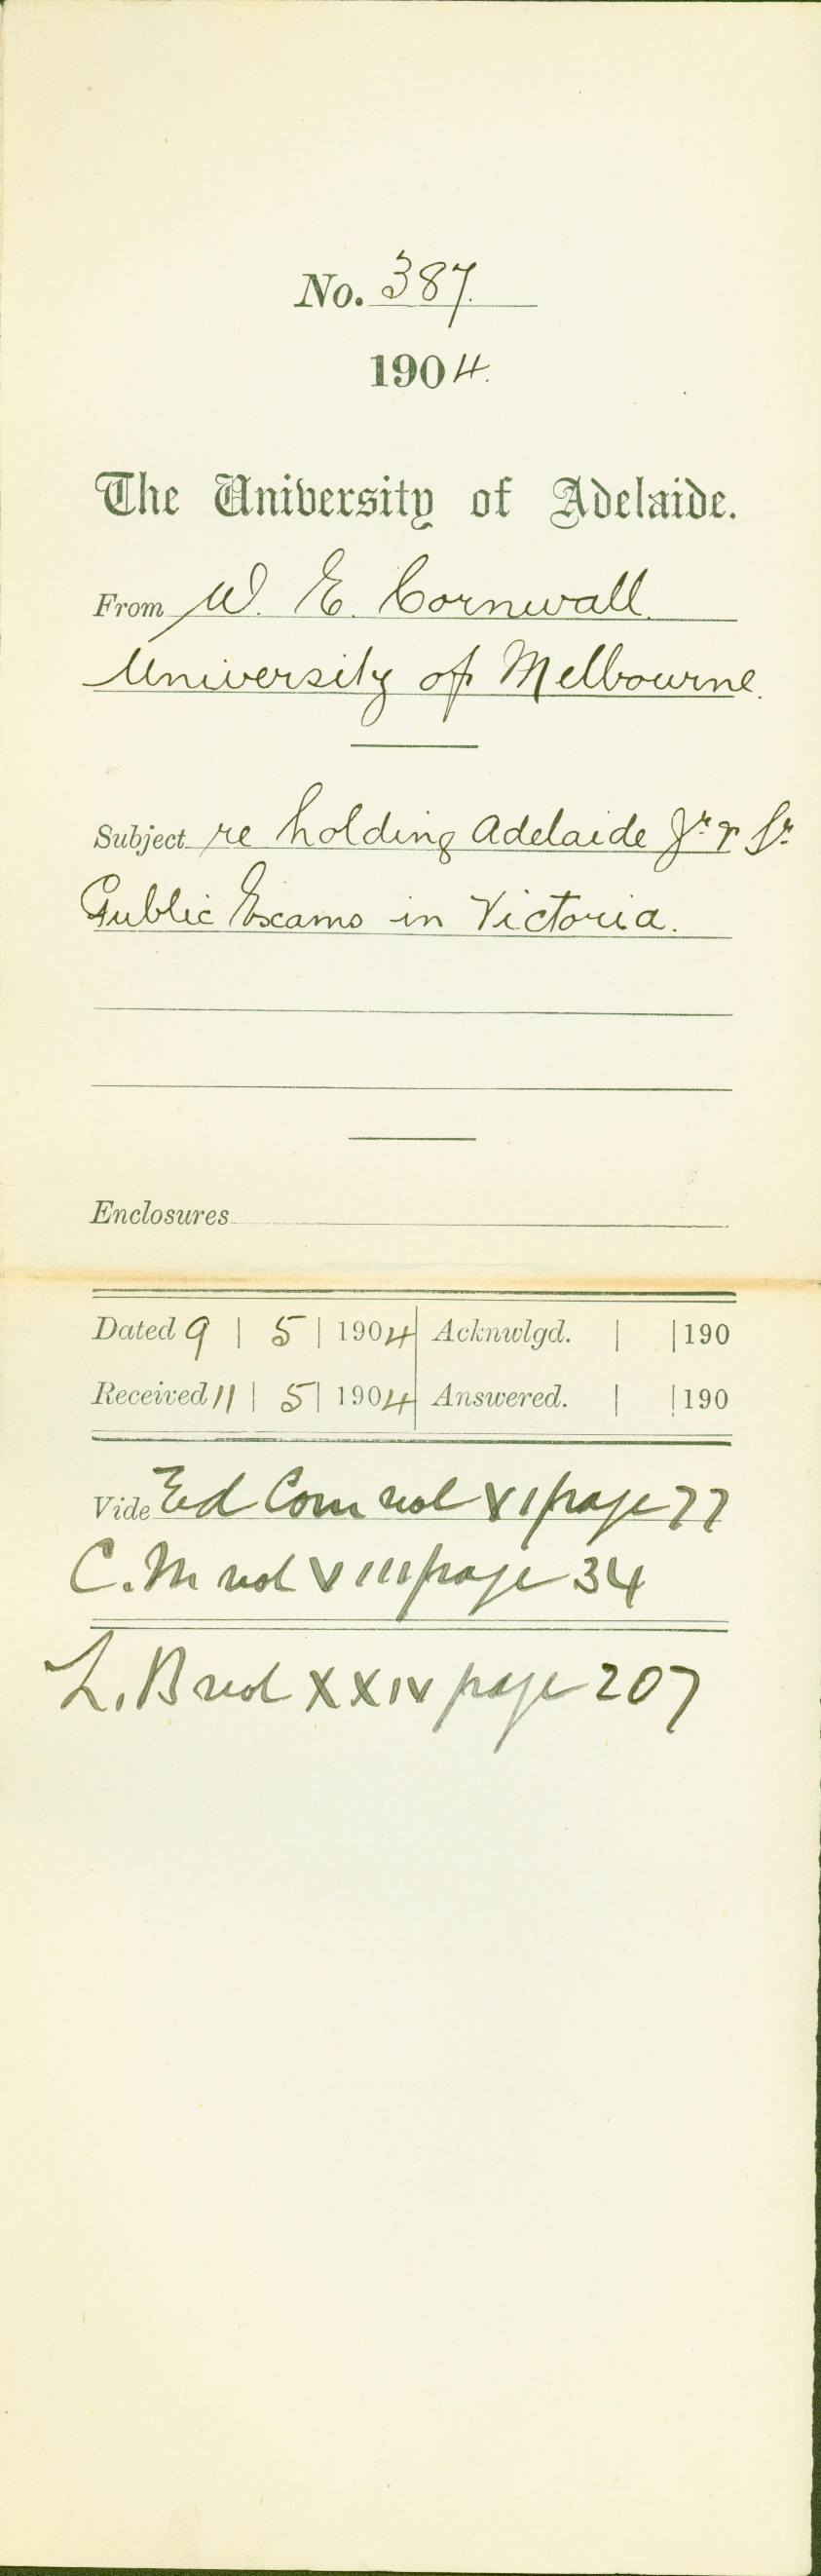 No. 387.
1904.
The University of Adelaide.
From W. E. Cornwall.
University of Melbourne.
Subject re holding Adelaide Jr & Sr
Public Exams in Victoria.
Enclosures
Dated 9 | 5 | 1904 Acknwlgd. | | 190
Received 11 | 5 | 1904 Answered. | | 190
Vide Ed Com vol XI page 77
C.M vol VIII page 34
L.B vol XXIV page 207